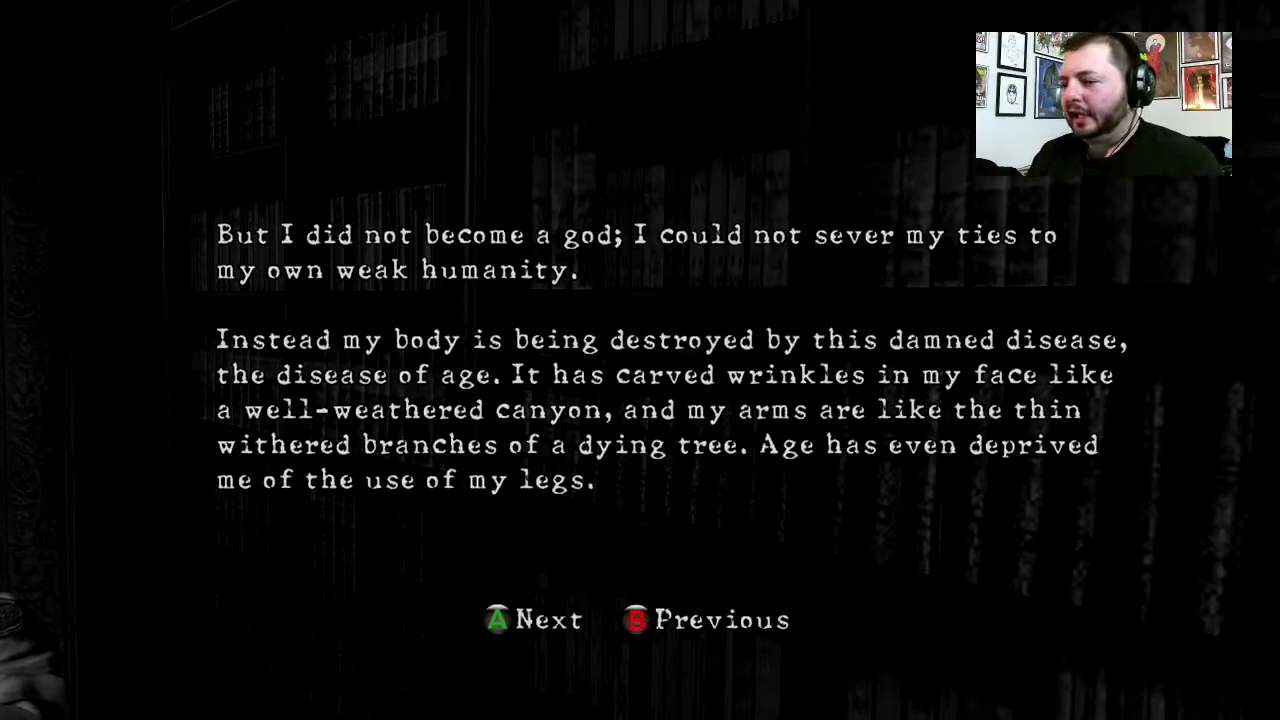 But I did not become a god; I could not sever my ties to
my own weak humanity.
Instead my body is being destroyed by this damned disease,
the disease of age. It has carved wrinkles in my face like
a well-weathered canyon, and my arms are like the thin
withered branches of a dying tree. Age has even deprived
me of the use of my legs.
A Next B Previous